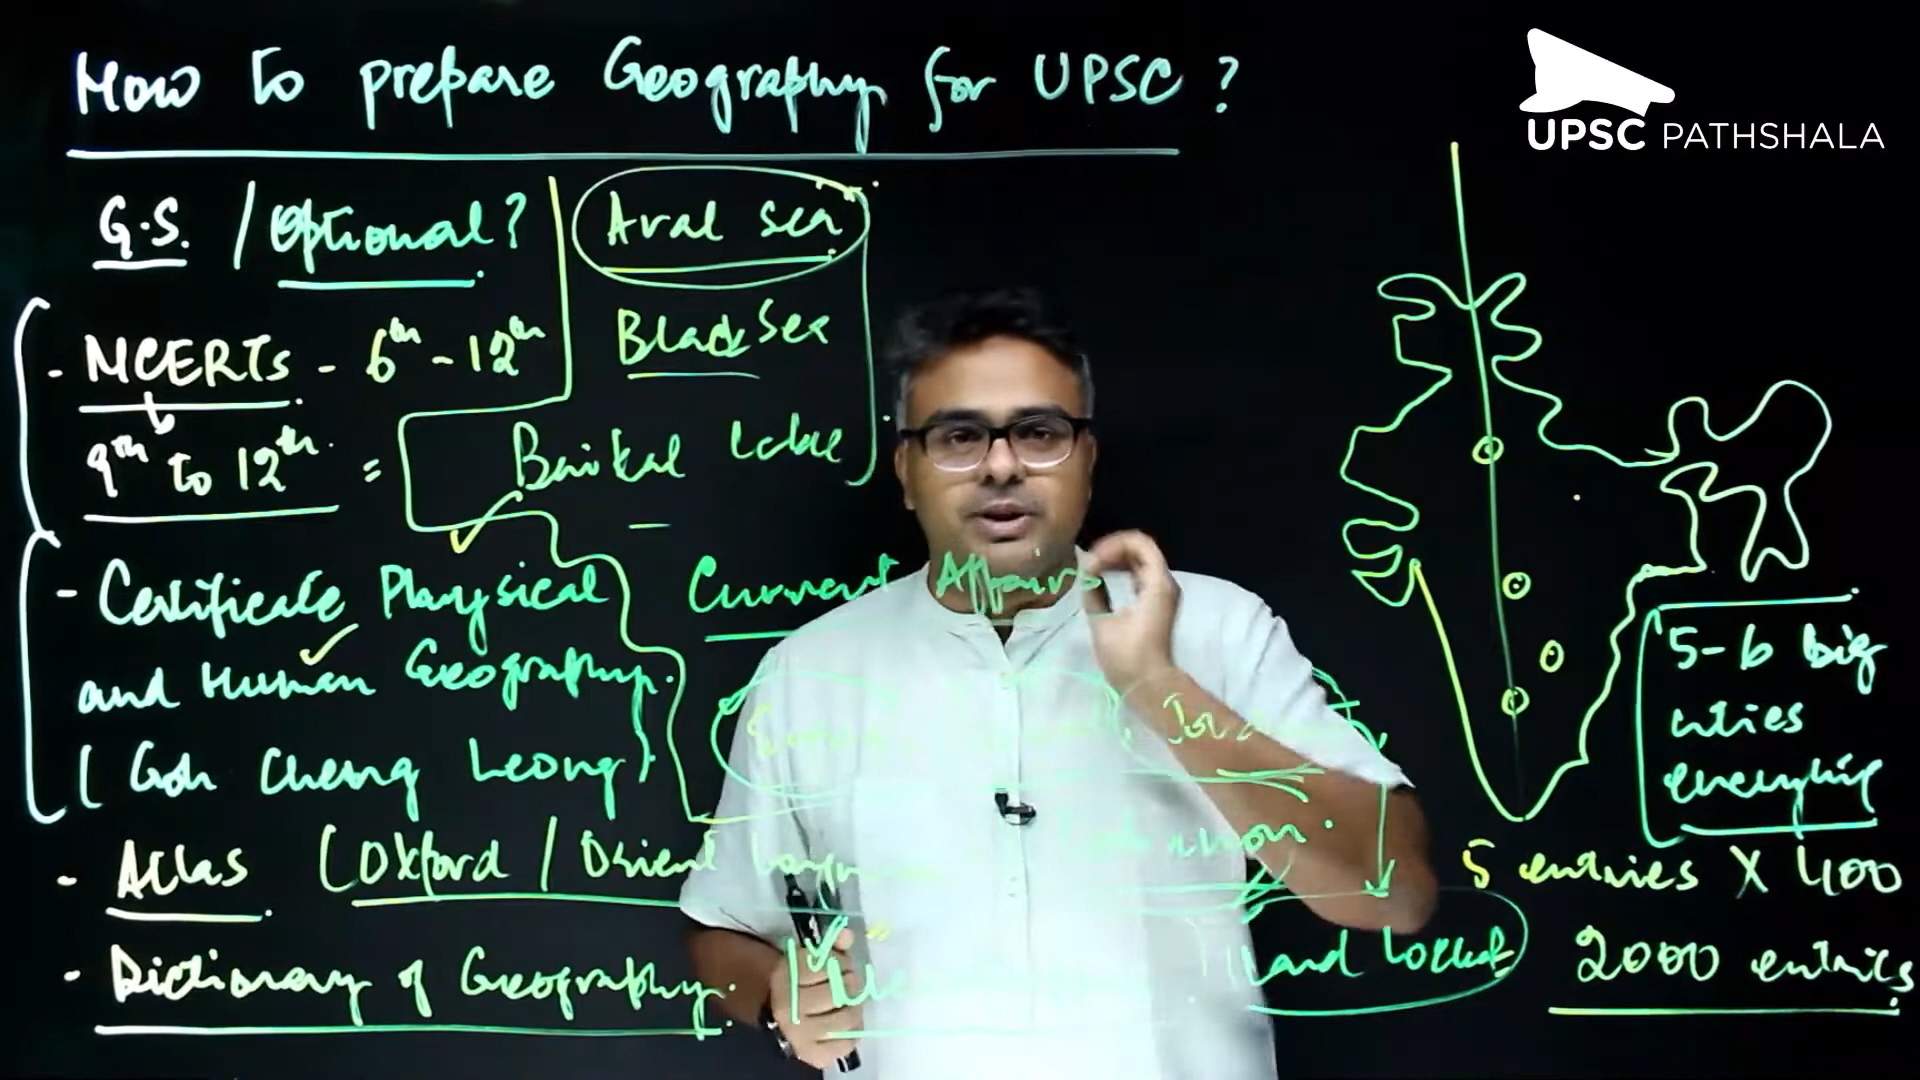 How to prepare Geography for UPSC ?
UPSC PATHSHALA
G.S. / Optional ?
- NCERTs - 6th - 12th
9th to 12th =
- Certificate Physical
and Human Geography.
( Goh Cheng Leong )
- Atlas ( Oxford / Orient
- Dictionary of Geography.
Aral Sea
Black Sea
Baikal Lake
Current Affairs
Land Locked
5-6 big
cities
everyday
5 entries X 400
2000 entries